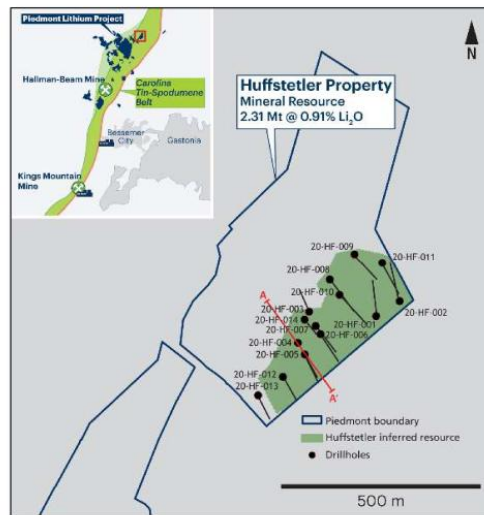 Piedmont Lithium Project
Hallman-Beam Mine
Carolina
Tin-Spodumene
Belt
Bessemer
City
Gastonia
Kings Mountain
Mine
N
Huffstetler Property
Mineral Resource
2.31 Mt @ 0.91% Li₂O
20-HF-009
20-HF-011
20-HF-008
20-HF-010
A
20-HF-003
20-HF-014
20-HF-002
20-HF-007
20-HF-001
20-HF-004
20-HF-006
20-HF-005
20-HF-012
20-HF-013
A'
Piedmont boundary
Huffstetler inferred resource
Drillholes
500 m